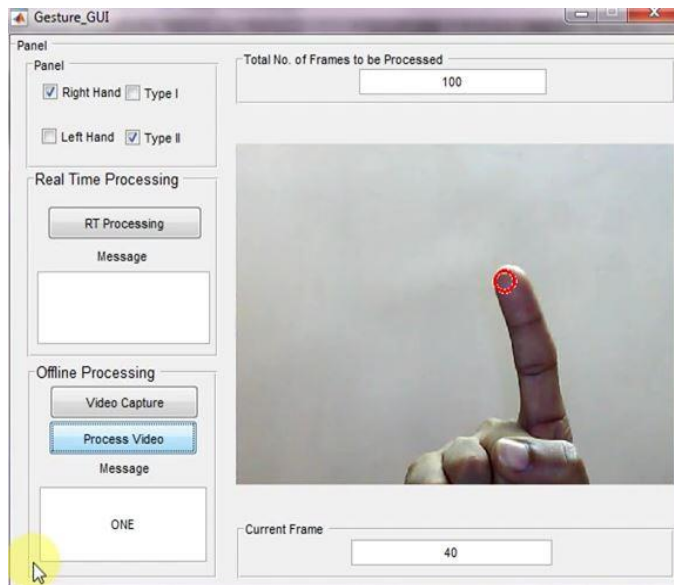 Gesture_GUI
Panel
Panel
Right Hand Type I
Left Hand Type II
Real Time Processing
RT Processing
Message
Offline Processing
Video Capture
Process Video
Message
ONE
Total No. of Frames to be Processed
100
Current Frame
40